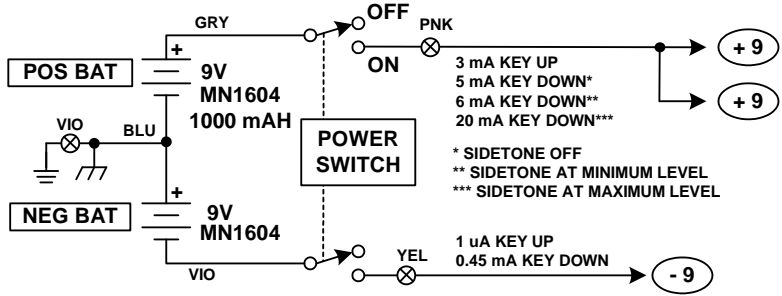 GRY
OFF
PNK
ON
+
POS BAT
9V
MN1604
1000 mAH
3 mA KEY UP
5 mA KEY DOWN*
6 mA KEY DOWN**
20 mA KEY DOWN***
+ 9
+ 9
VIO
BLU
POWER
SWITCH
* SIDETONE OFF
** SIDETONE AT MINIMUM LEVEL
*** SIDETONE AT MAXIMUM LEVEL
+
NEG BAT
9V
MN1604
VIO
YEL
1 uA KEY UP
0.45 mA KEY DOWN
- 9